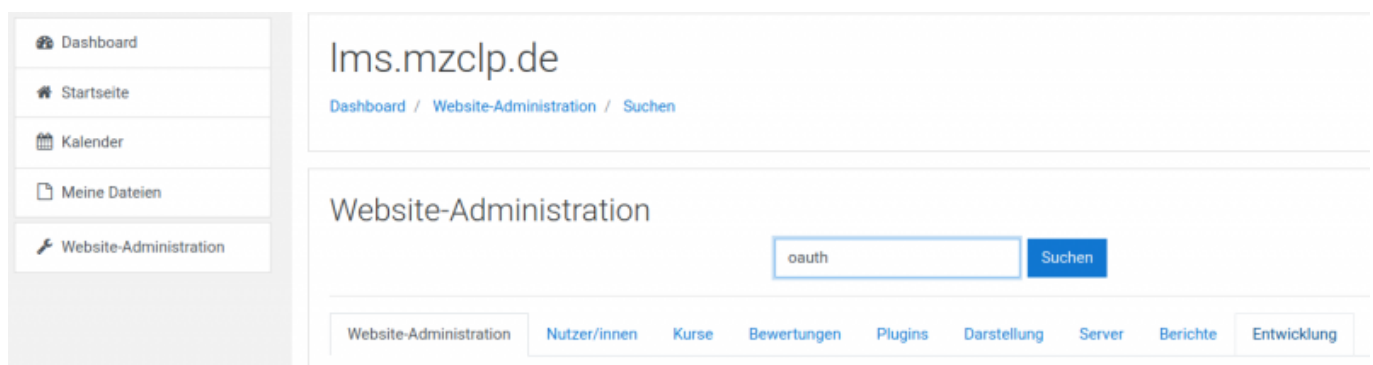 Dashboard
Startseite
Kalender
Meine Dateien
Website-Administration
lms.mzclp.de
Dashboard / Website-Administration / Suchen
Website-Administration
oauth Suchen
Website-Administration Nutzer/innen Kurse Bewertungen Plugins Darstellung Server Berichte Entwicklung